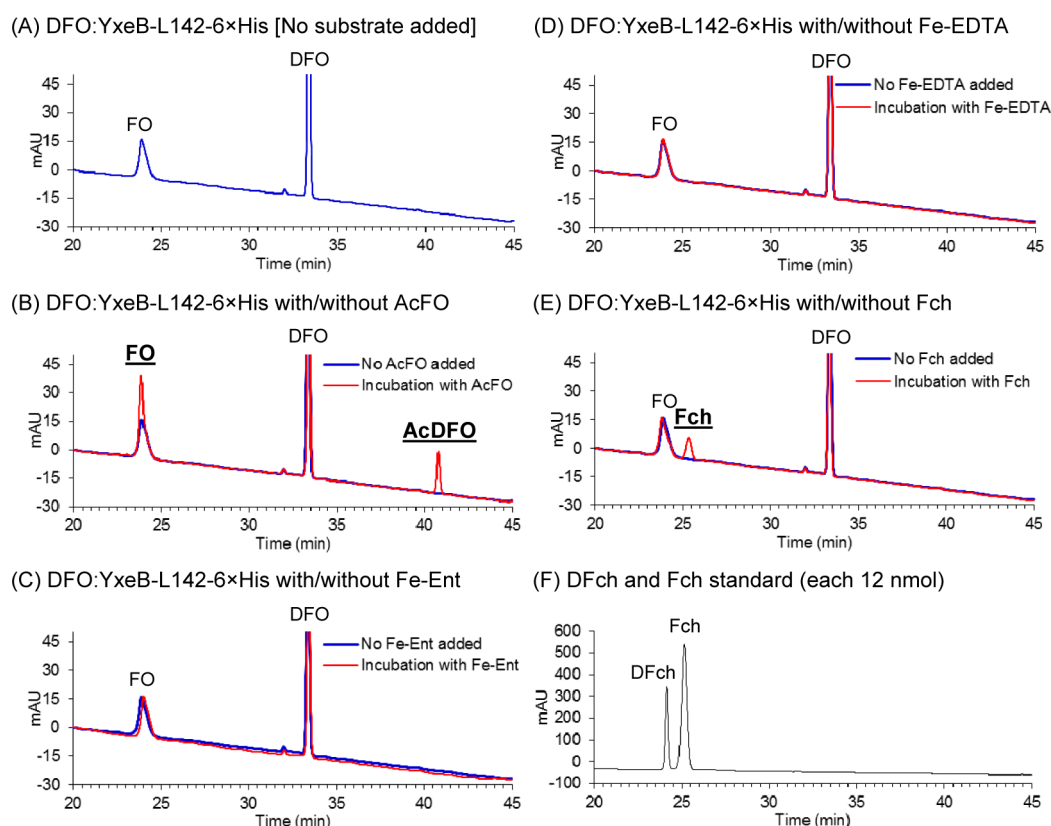 (A) DFO:YxeB-L142-6×His [No substrate added]
DFO
FO
mAU
45
30
15
0
-15
-30
20 25 30 35 40 45
Time (min)
(B) DFO:YxeB-L142-6×His with/without AcFO
DFO
FO
No AcFO added
Incubation with AcFO
AcDFO
mAU
45
30
15
0
-15
-30
20 25 30 35 40 45
Time (min)
(C) DFO:YxeB-L142-6×His with/without Fe-Ent
DFO
No Fe-Ent added
Incubation with Fe-Ent
FO
mAU
45
30
15
0
-15
-30
20 25 30 35 40 45
Time (min)
(D) DFO:YxeB-L142-6×His with/without Fe-EDTA
DFO
No Fe-EDTA added
Incubation with Fe-EDTA
FO
mAU
45
30
15
0
-15
-30
20 25 30 35 40 45
Time (min)
(E) DFO:YxeB-L142-6×His with/without Fch
DFO
No Fch added
Incubation with Fch
FO
Fch
mAU
45
30
15
0
-15
-30
20 25 30 35 40 45
Time (min)
(F) DFch and Fch standard (each 12 nmol)
Fch
DFch
mAU
600
500
400
300
200
100
0
-100
20 25 30 35 40 45
Time (min)